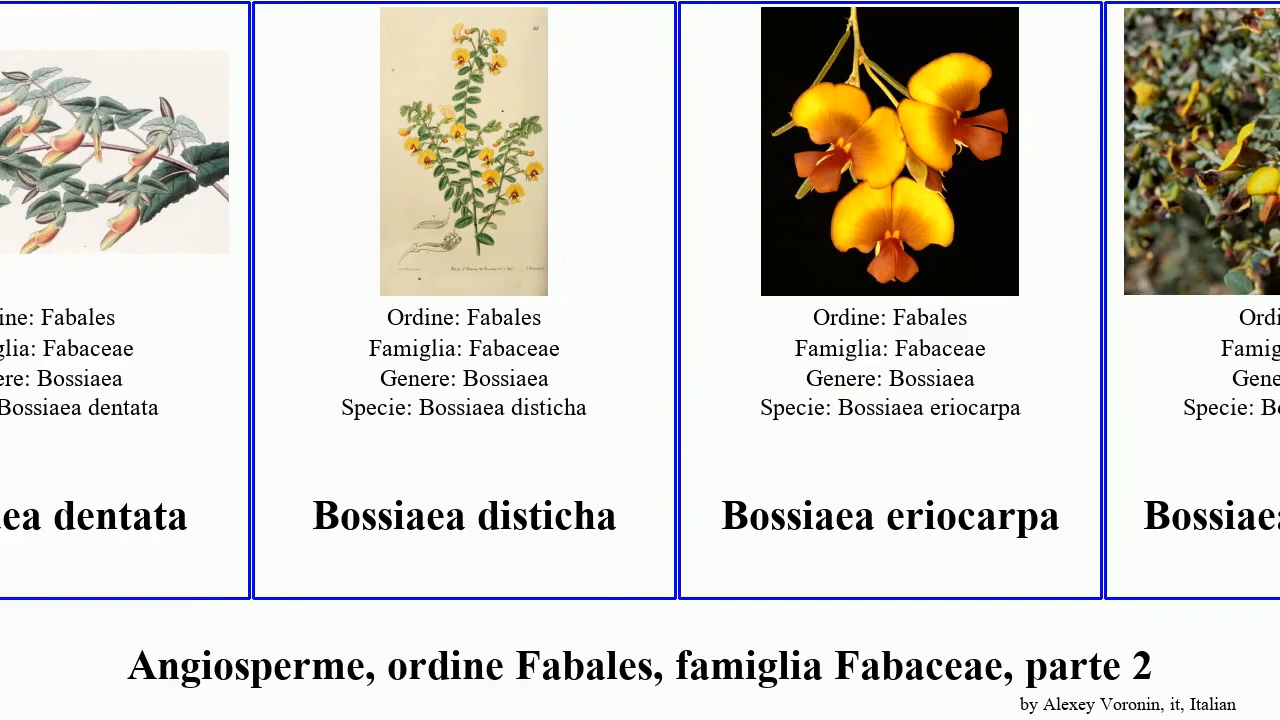 ine: Fabales
glia: Fabaceae
ere: Bossiaea
Bossiaea dentata
aea dentata
Ordine: Fabales
Famiglia: Fabaceae
Genere: Bossiaea
Specie: Bossiaea disticha
Bossiaea disticha
Ordine: Fabales
Famiglia: Fabaceae
Genere: Bossiaea
Specie: Bossiaea eriocarpa
Bossiaea eriocarpa
Ordi
Famig
Gene
Specie: Bo
Bossiaea
Angiosperme, ordine Fabales, famiglia Fabaceae, parte 2
by Alexey Voronin, it, Italian